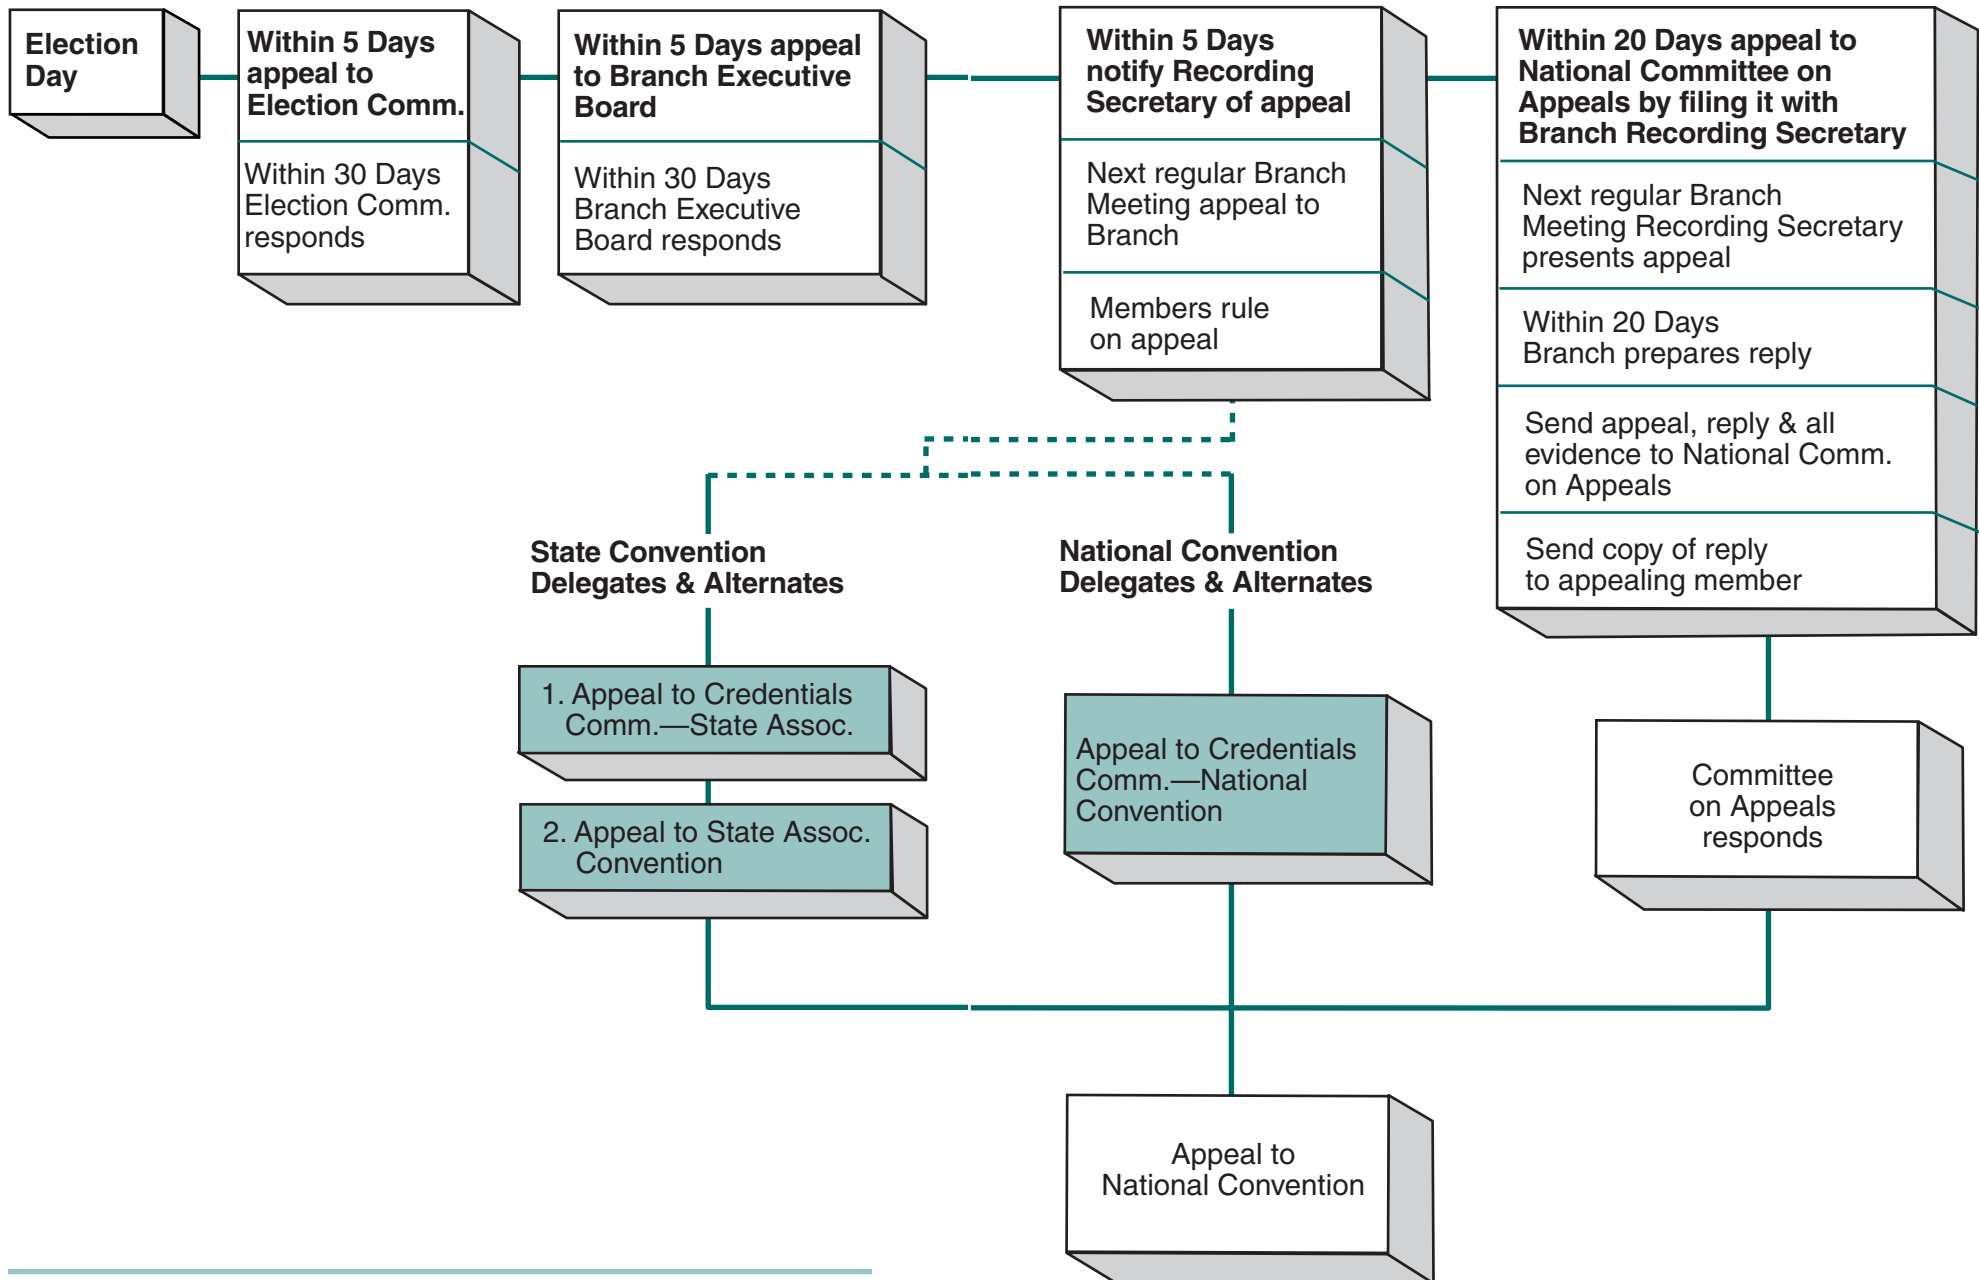 Election
Day
Within 5 Days
appeal to
Election Comm.
Within 30 Days
Election Comm.
responds
Within 5 Days appeal
to Branch Executive
Board
Within 30 Days
Branch Executive
Board responds
Within 5 Days
notify Recording
Secretary of appeal
Next regular Branch
Meeting appeal to
Branch
Members rule
on appeal
Within 20 Days appeal to
National Committee on
Appeals by filing it with
Branch Recording Secretary
Next regular Branch
Meeting Recording Secretary
presents appeal
Within 20 Days
Branch prepares reply
Send appeal, reply & all
evidence to National Comm.
on Appeals
Send copy of reply
to appealing member
State Convention
Delegates & Alternates
1. Appeal to Credentials
Comm.—State Assoc.
2. Appeal to State Assoc.
Convention
National Convention
Delegates & Alternates
Appeal to Credentials
Comm.—National
Convention
Committee
on Appeals
responds
Appeal to
National Convention